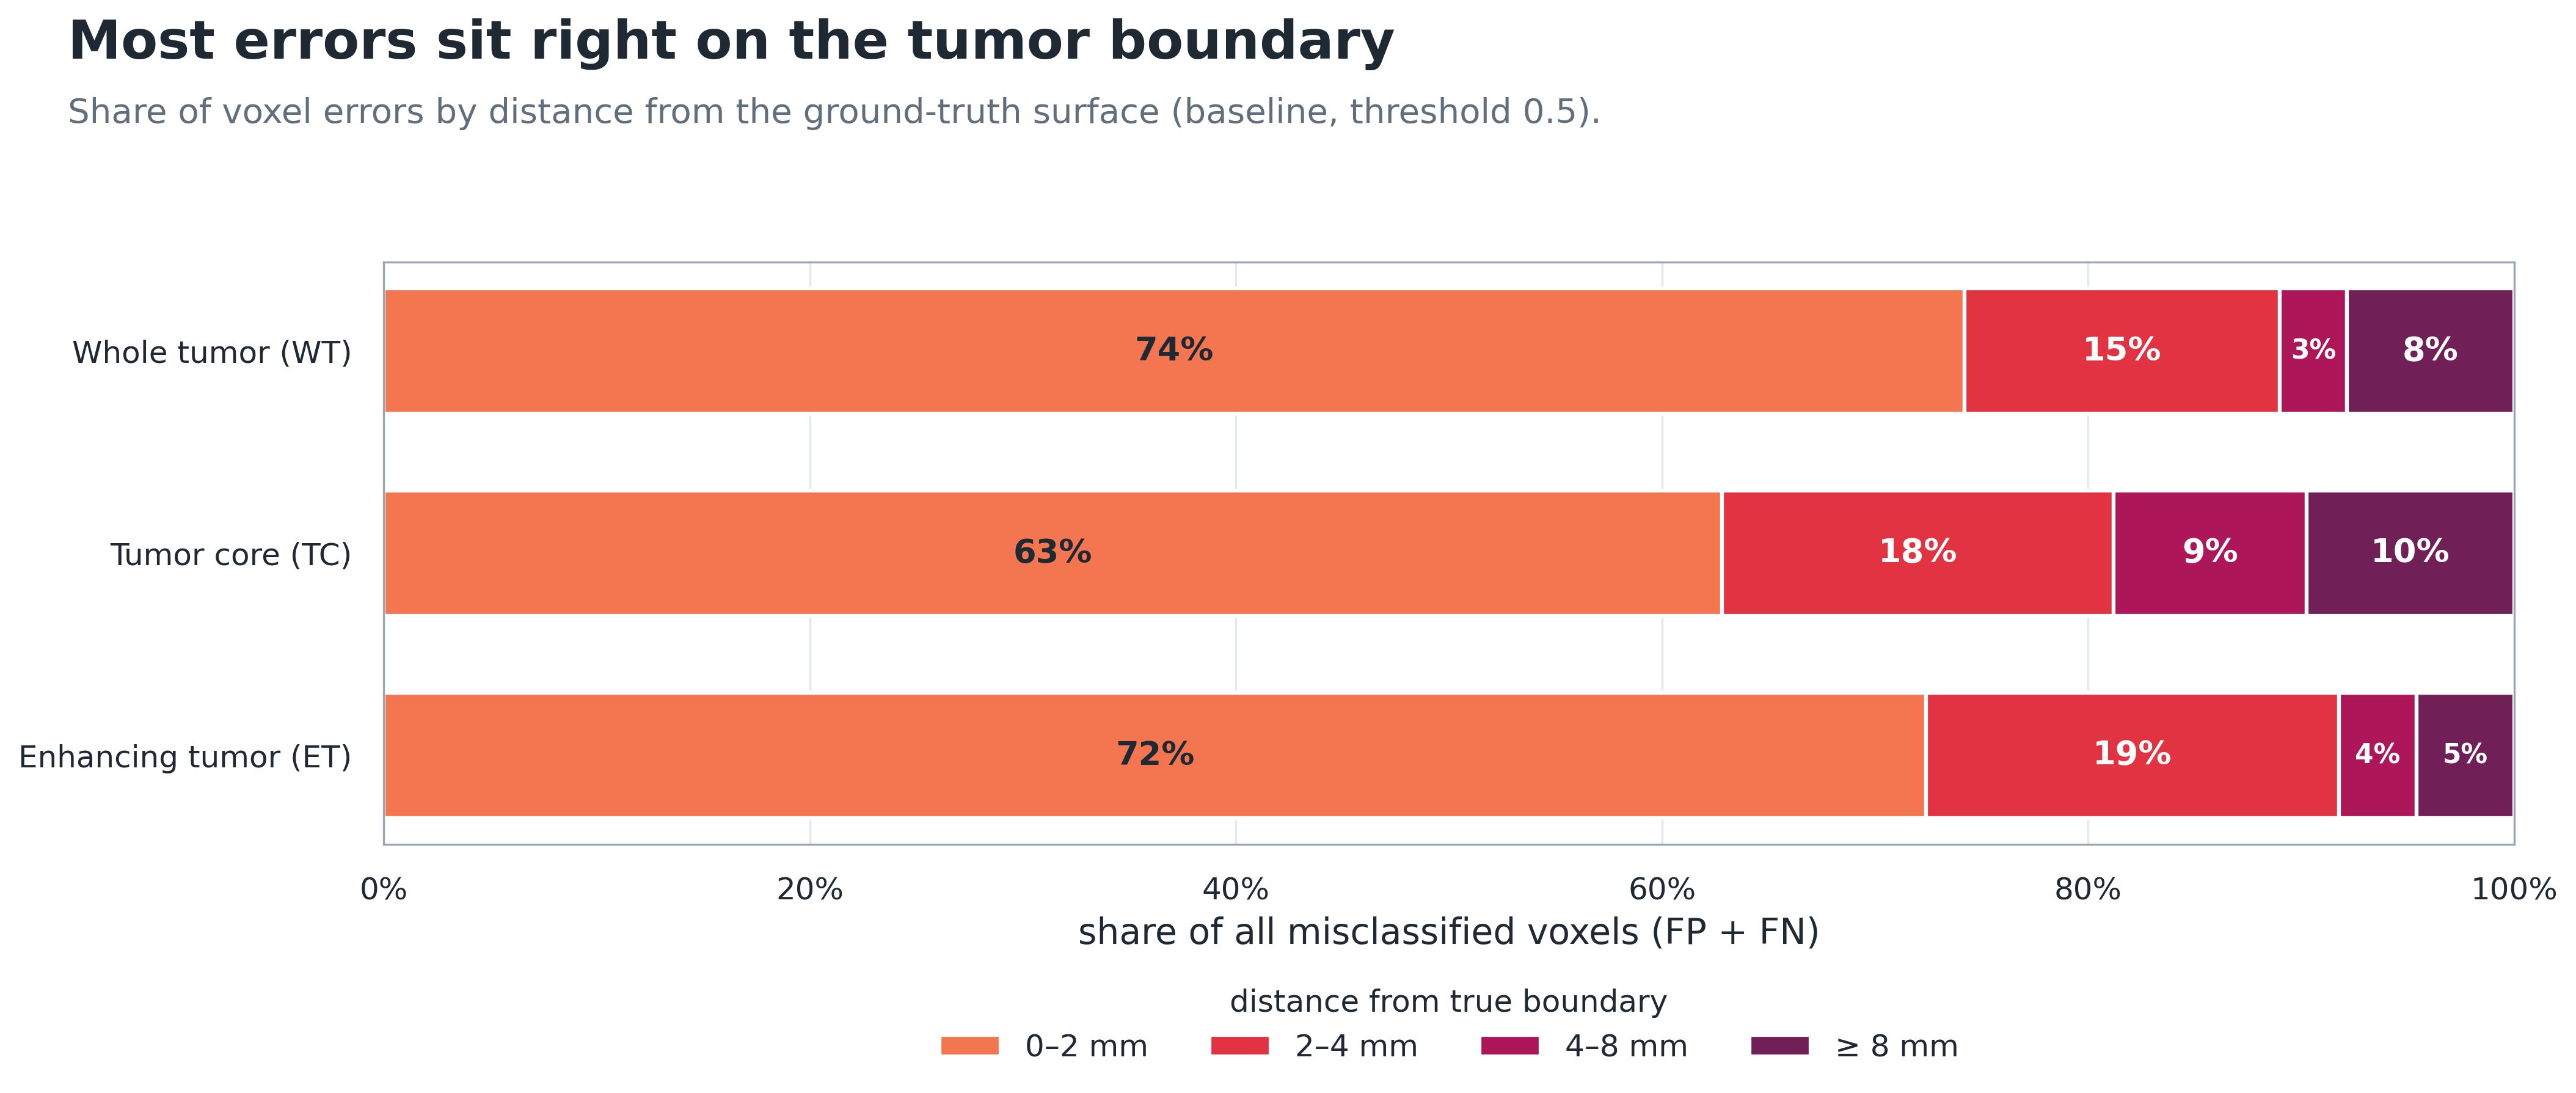 Most errors sit right on the tumor boundary
Share of voxel errors by distance from the ground-truth surface (baseline, threshold 0.5).
Whole tumor (WT)
74%
15%
3%
8%
Tumor core (TC)
63%
18%
9%
10%
Enhancing tumor (ET)
72%
19%
4%
5%
0%
20%
40%
60%
80%
100%
share of all misclassified voxels (FP + FN)
distance from true boundary
0–2 mm
2–4 mm
4–8 mm
≥ 8 mm